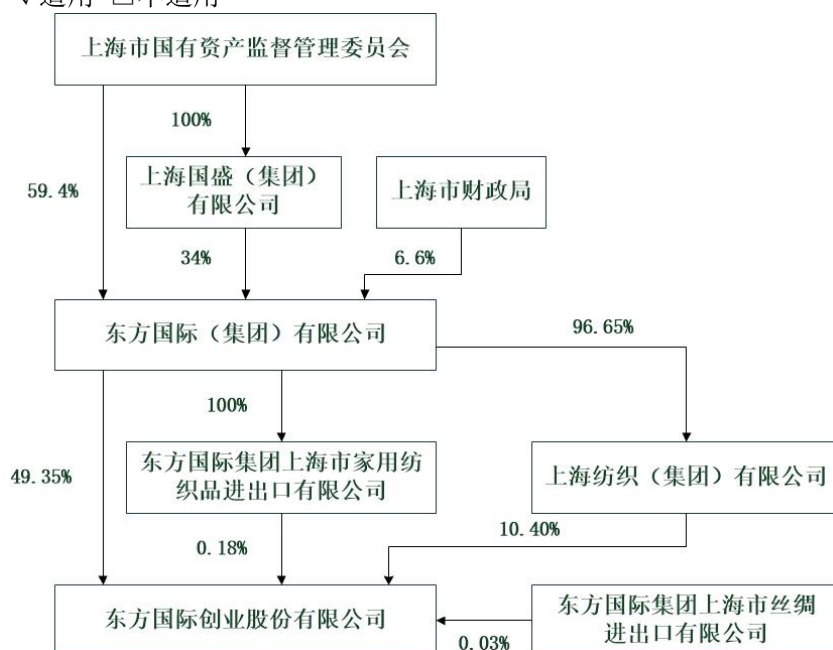 √适用 □不适用
上海市国有资产监督管理委员会
100%
59.4%
上海国盛（集团）
有限公司
上海市财政局
34%
6.6%
东方国际（集团）有限公司
96.65%
100%
49.35%
东方国际集团上海市家用纺
织品进出口有限公司
上海纺织（集团）有限公司
10.40%
0.18%
东方国际创业股份有限公司
东方国际集团上海市丝绸
进出口有限公司
0.03%